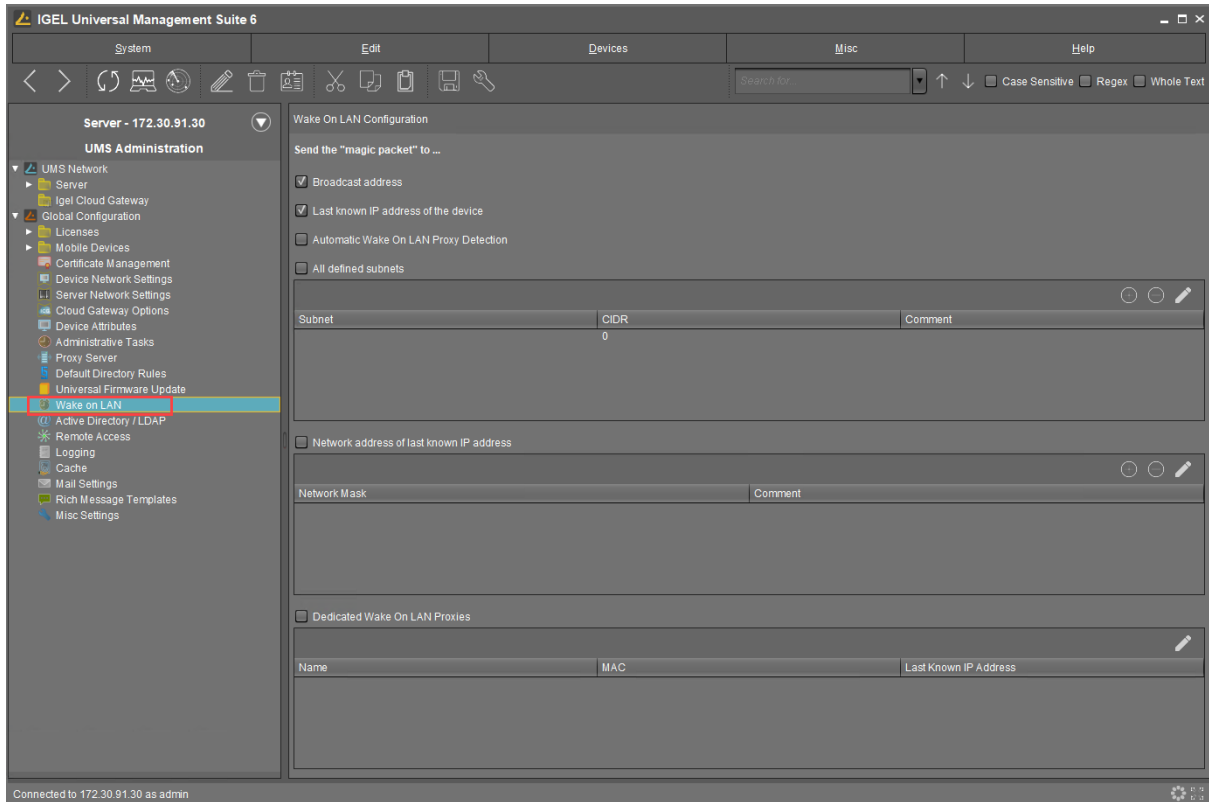 IGEL Universal Management Suite 6
System Edit Devices Misc Help
Search for... Case Sensitive Regex Whole Text
Server - 172.30.91.30
UMS Administration
UMS Network
Server
Igel Cloud Gateway
Global Configuration
Licenses
Mobile Devices
Certificate Management
Device Network Settings
Server Network Settings
Cloud Gateway Options
Device Attributes
Administrative Tasks
Proxy Server
Default Directory Rules
Universal Firmware Update
Wake on LAN
Active Directory / LDAP
Remote Access
Logging
Cache
Mail Settings
Rich Message Templates
Misc Settings
Wake On LAN Configuration
Send the "magic packet" to ...
Broadcast address
Last known IP address of the device
Automatic Wake On LAN Proxy Detection
All defined subnets
Subnet CIDR Comment
0
Network address of last known IP address
Network Mask Comment
Dedicated Wake On LAN Proxies
Name MAC Last Known IP Address
Connected to 172.30.91.30 as admin